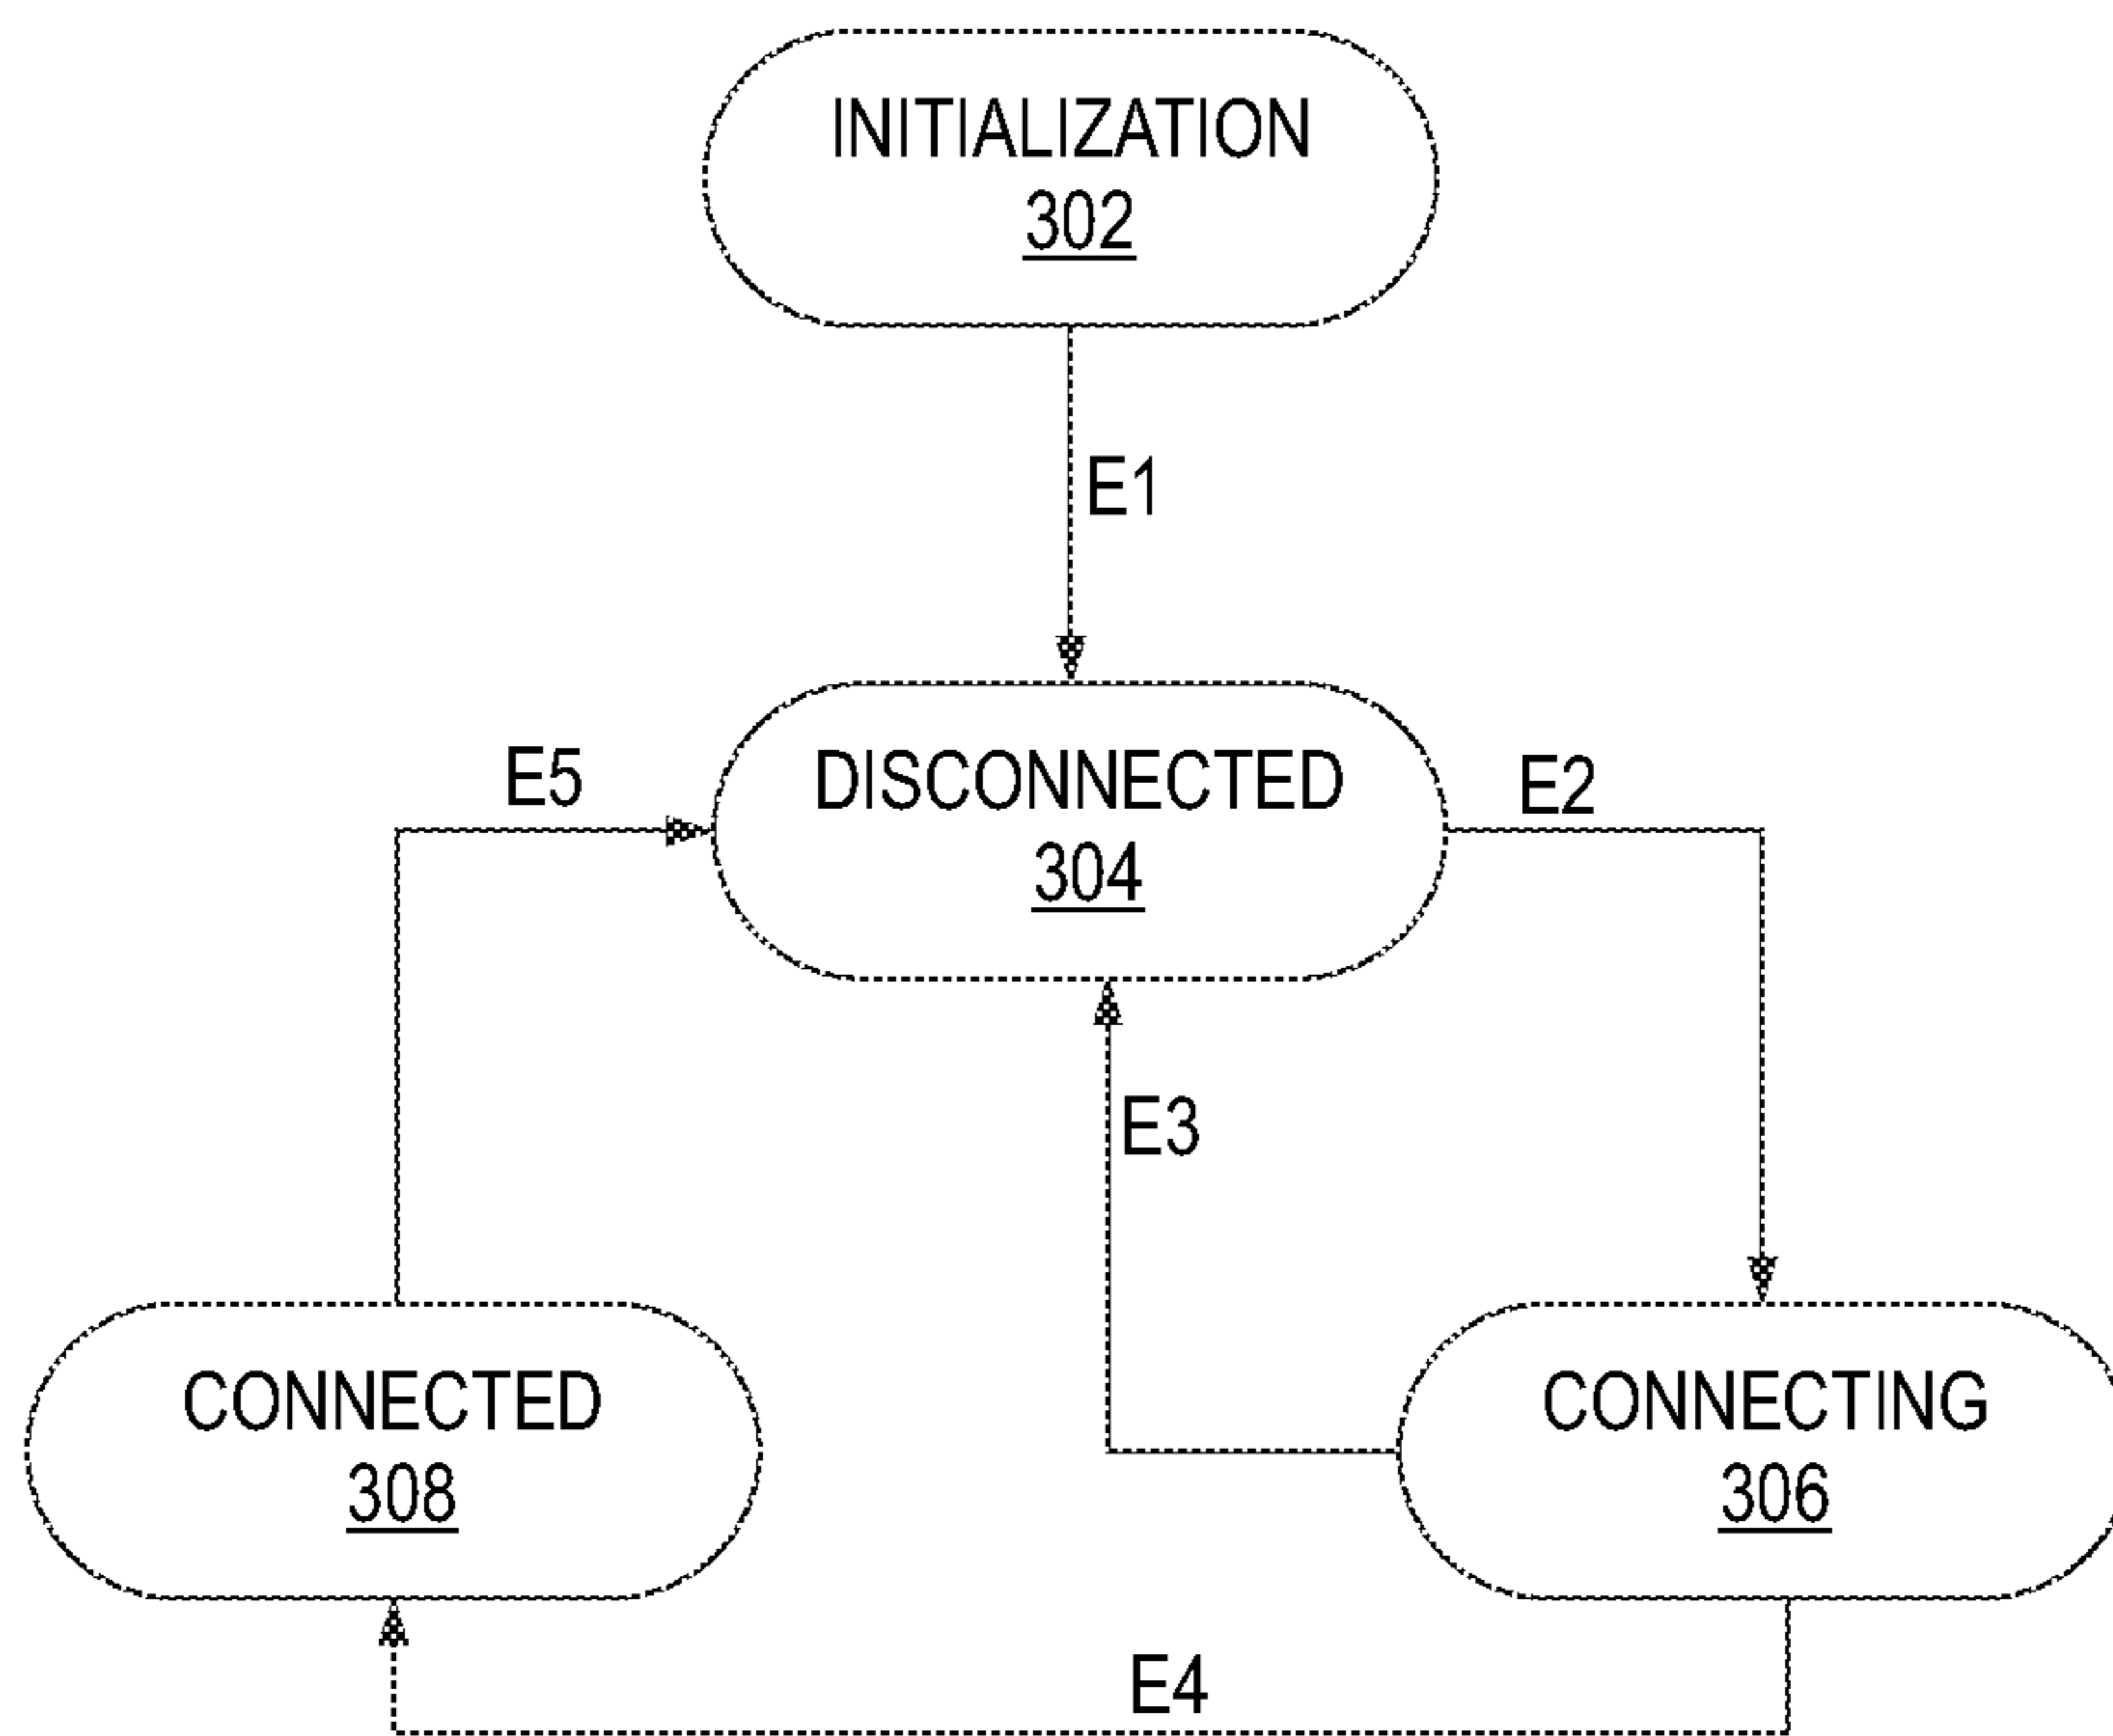 INITIALIZATION
302
E1
E5
DISCONNECTED
304
E2
E3
CONNECTED
308
CONNECTING
306
E4